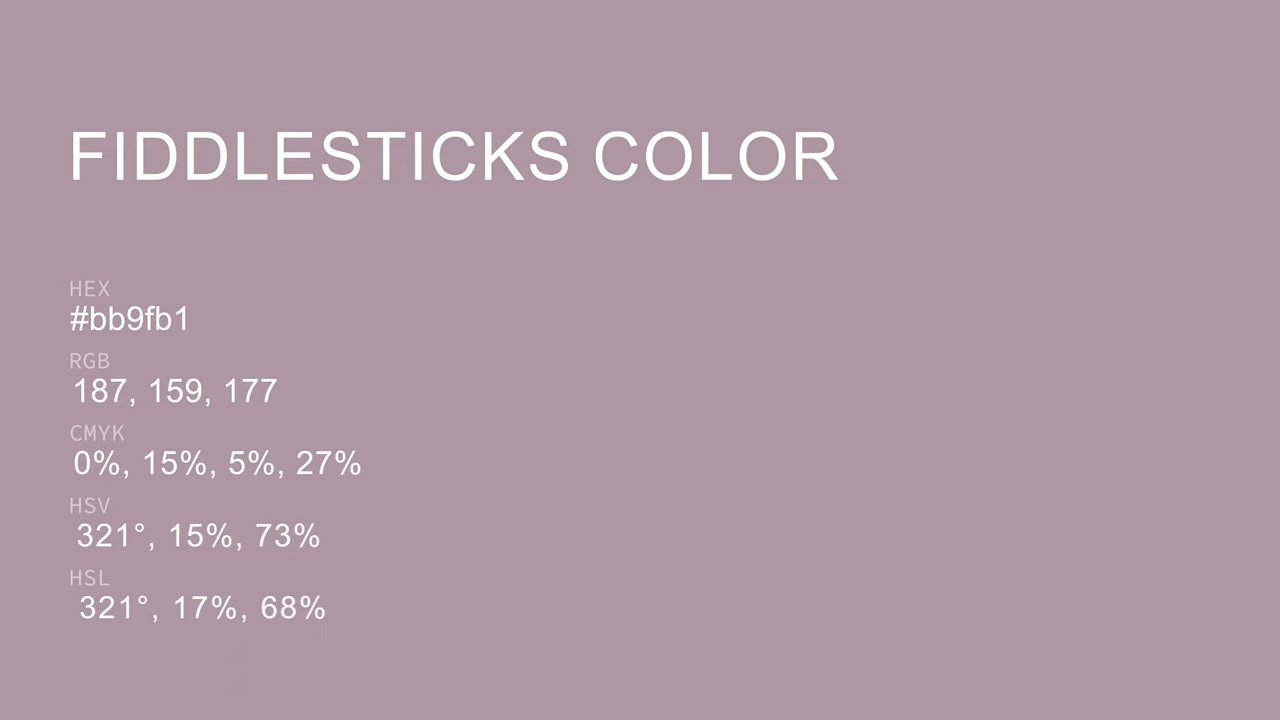 FIDDLESTICKS COLOR
HEX
#bb9fb1
RGB
187, 159, 177
CMYK
0%, 15%, 5%, 27%
HSV
321°, 15%, 73%
HSL
321°, 17%, 68%